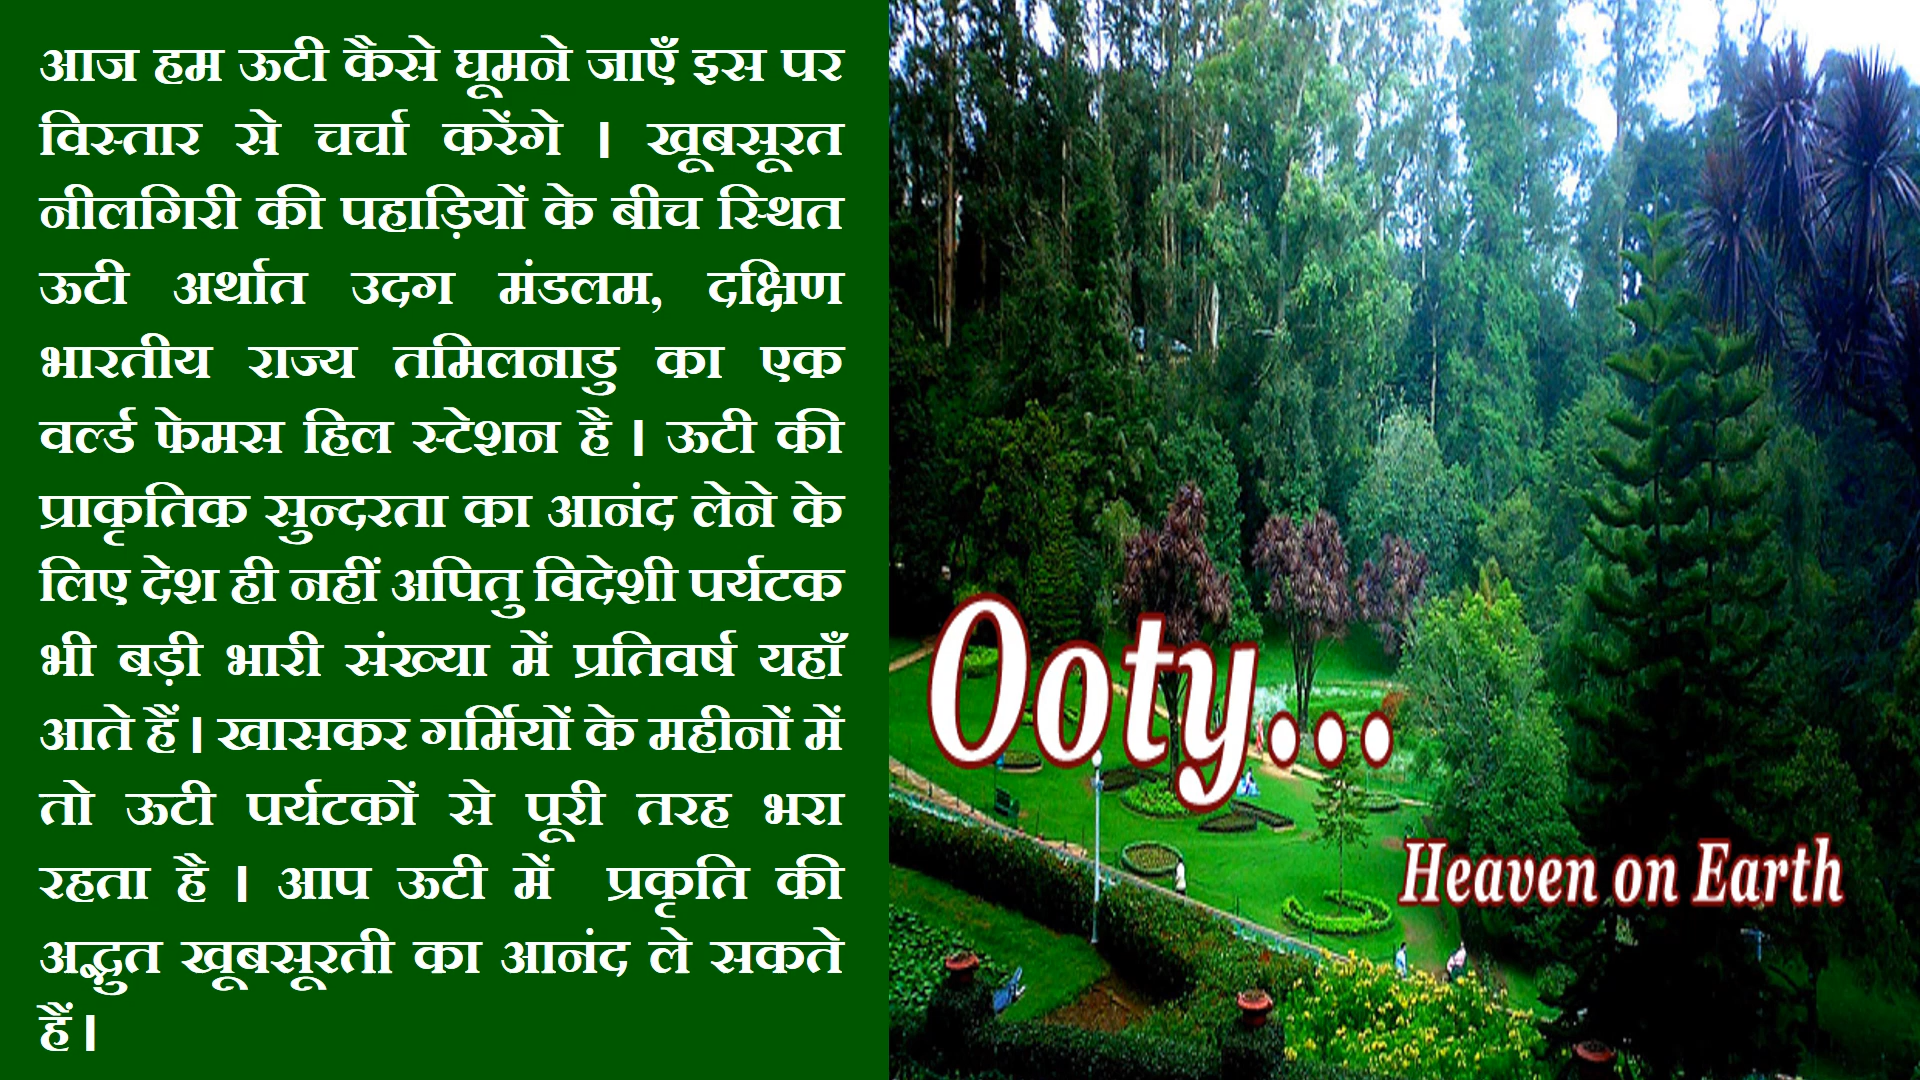 आज हम ऊटी कैसे घूमने जाएँ इस पर
विस्तार से चर्चा करेंगे । खूबसूरत
नीलगिरी की पहाड़ियों के बीच स्थित
ऊटी अर्थात उदग मंडलम, दक्षिण
भारतीय राज्य तमिलनाडु का एक
वर्ल्ड फेमस हिल स्टेशन है । ऊटी की
प्राकृतिक सुन्दरता का आनंद लेने के
लिए देश ही नहीं अपितु विदेशी पर्यटक
भी बड़ी भारी संख्या में प्रतिवर्ष यहाँ
आते हैं । खासकर गर्मियों के महीनों में
तो ऊटी पर्यटकों से पूरी तरह भरा
रहता है । आप ऊटी में प्रकृति की
अद्भुत खूबसूरती का आनंद ले सकते
हैं ।
Ooty...
Heaven on Earth